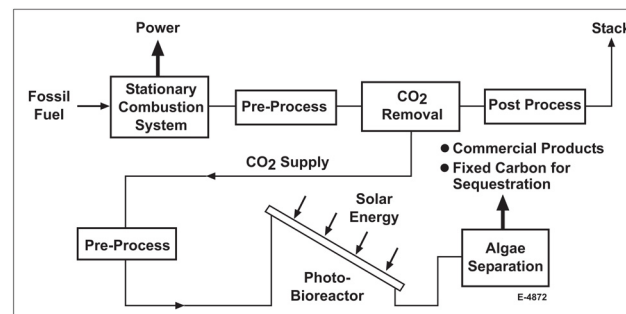 Power
Stack
Fossil
Fuel
Stationary
Combustion
System
Pre-Process
CO2
Removal
Post Process
CO2 Supply
● Commercial Products
● Fixed Carbon for
Sequestration
Solar
Energy
Pre-Process
Photo-
Bioreactor
Algae
Separation
E-4872